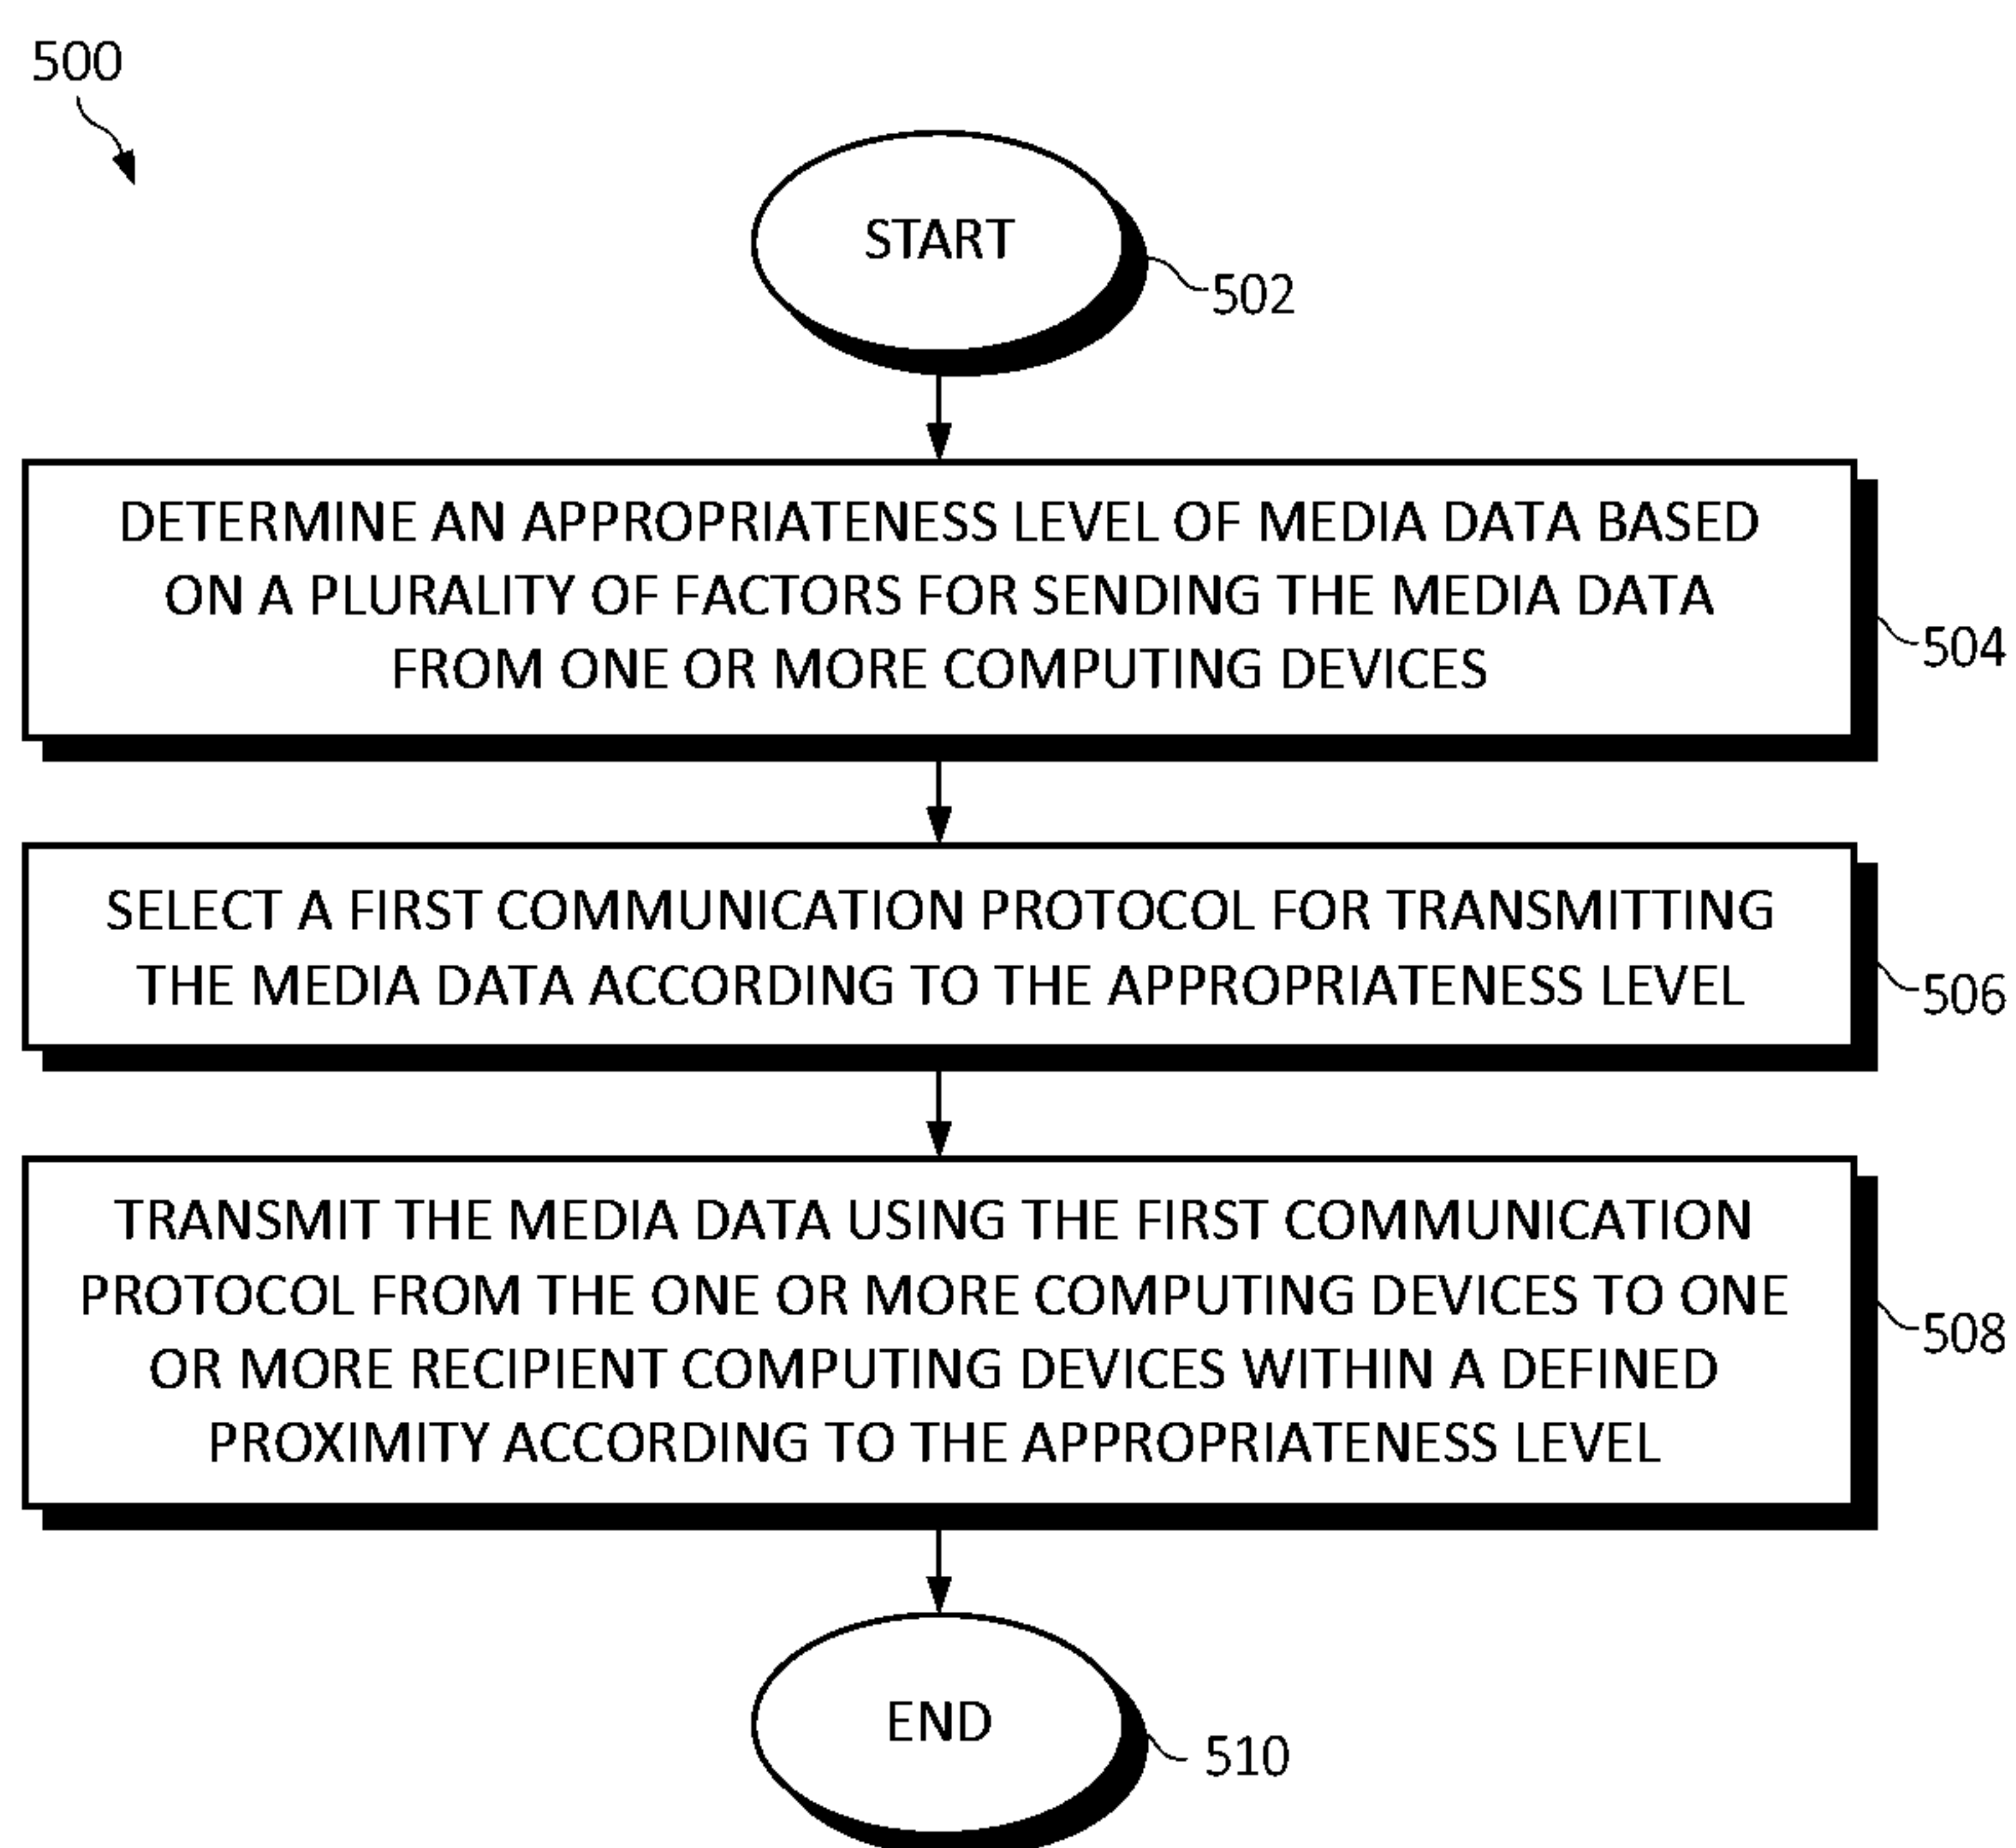 500
START
502
DETERMINE AN APPROPRIATENESS LEVEL OF MEDIA DATA BASED
ON A PLURALITY OF FACTORS FOR SENDING THE MEDIA DATA
FROM ONE OR MORE COMPUTING DEVICES
504
SELECT A FIRST COMMUNICATION PROTOCOL FOR TRANSMITTING
THE MEDIA DATA ACCORDING TO THE APPROPRIATENESS LEVEL
506
TRANSMIT THE MEDIA DATA USING THE FIRST COMMUNICATION
PROTOCOL FROM THE ONE OR MORE COMPUTING DEVICES TO ONE
OR MORE RECIPIENT COMPUTING DEVICES WITHIN A DEFINED
PROXIMITY ACCORDING TO THE APPROPRIATENESS LEVEL
508
END
510